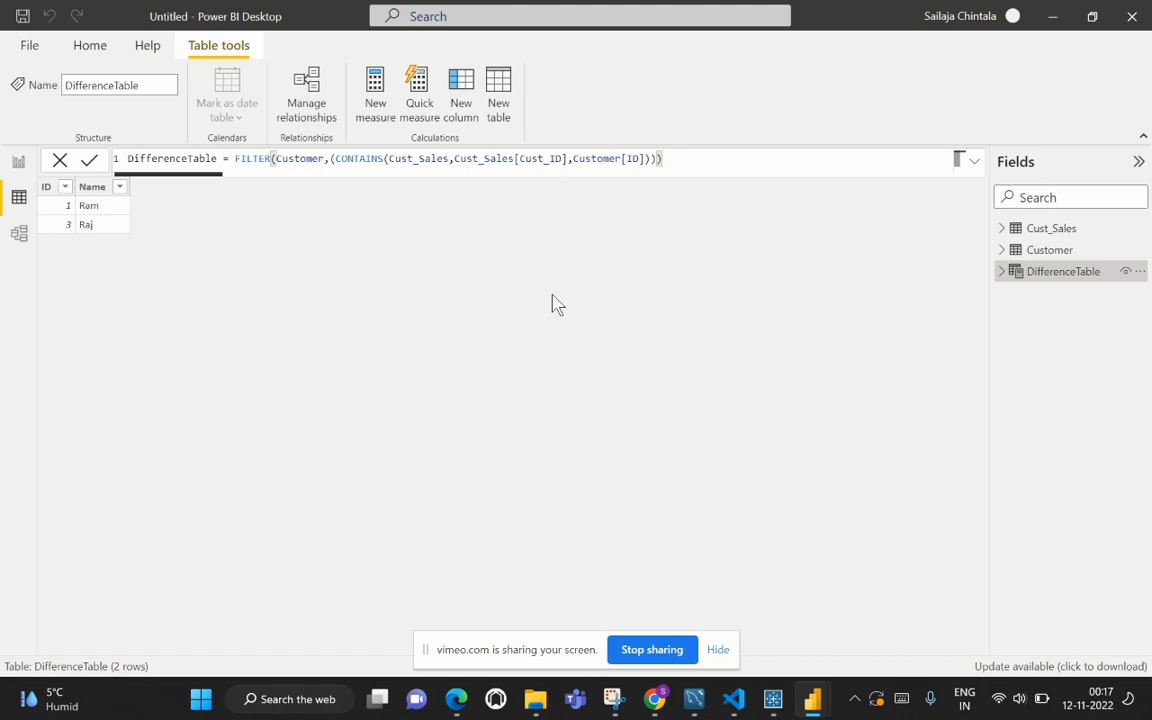 Untitled - Power BI Desktop
Search
Sailaja Chintala
File
Home
Help
Table tools
Name
DifferenceTable
Mark as date
table
Manage
relationships
New
measure
Quick
measure
New
column
New
table
Structure
Calendars
Relationships
Calculations
1 DifferenceTable = FILTER(Customer,(CONTAINS(Cust_Sales,Cust_Sales[Cust_ID],Customer[ID])))
Fields
Search
Cust_Sales
Customer
DifferenceTable
ID
Name
1 Ram
3 Raj
vimeo.com is sharing your screen.
Stop sharing
Hide
Table: DifferenceTable (2 rows)
Update available (click to download)
5°C
Humid
Search the web
S
ENG
IN
00:17
12-11-2022